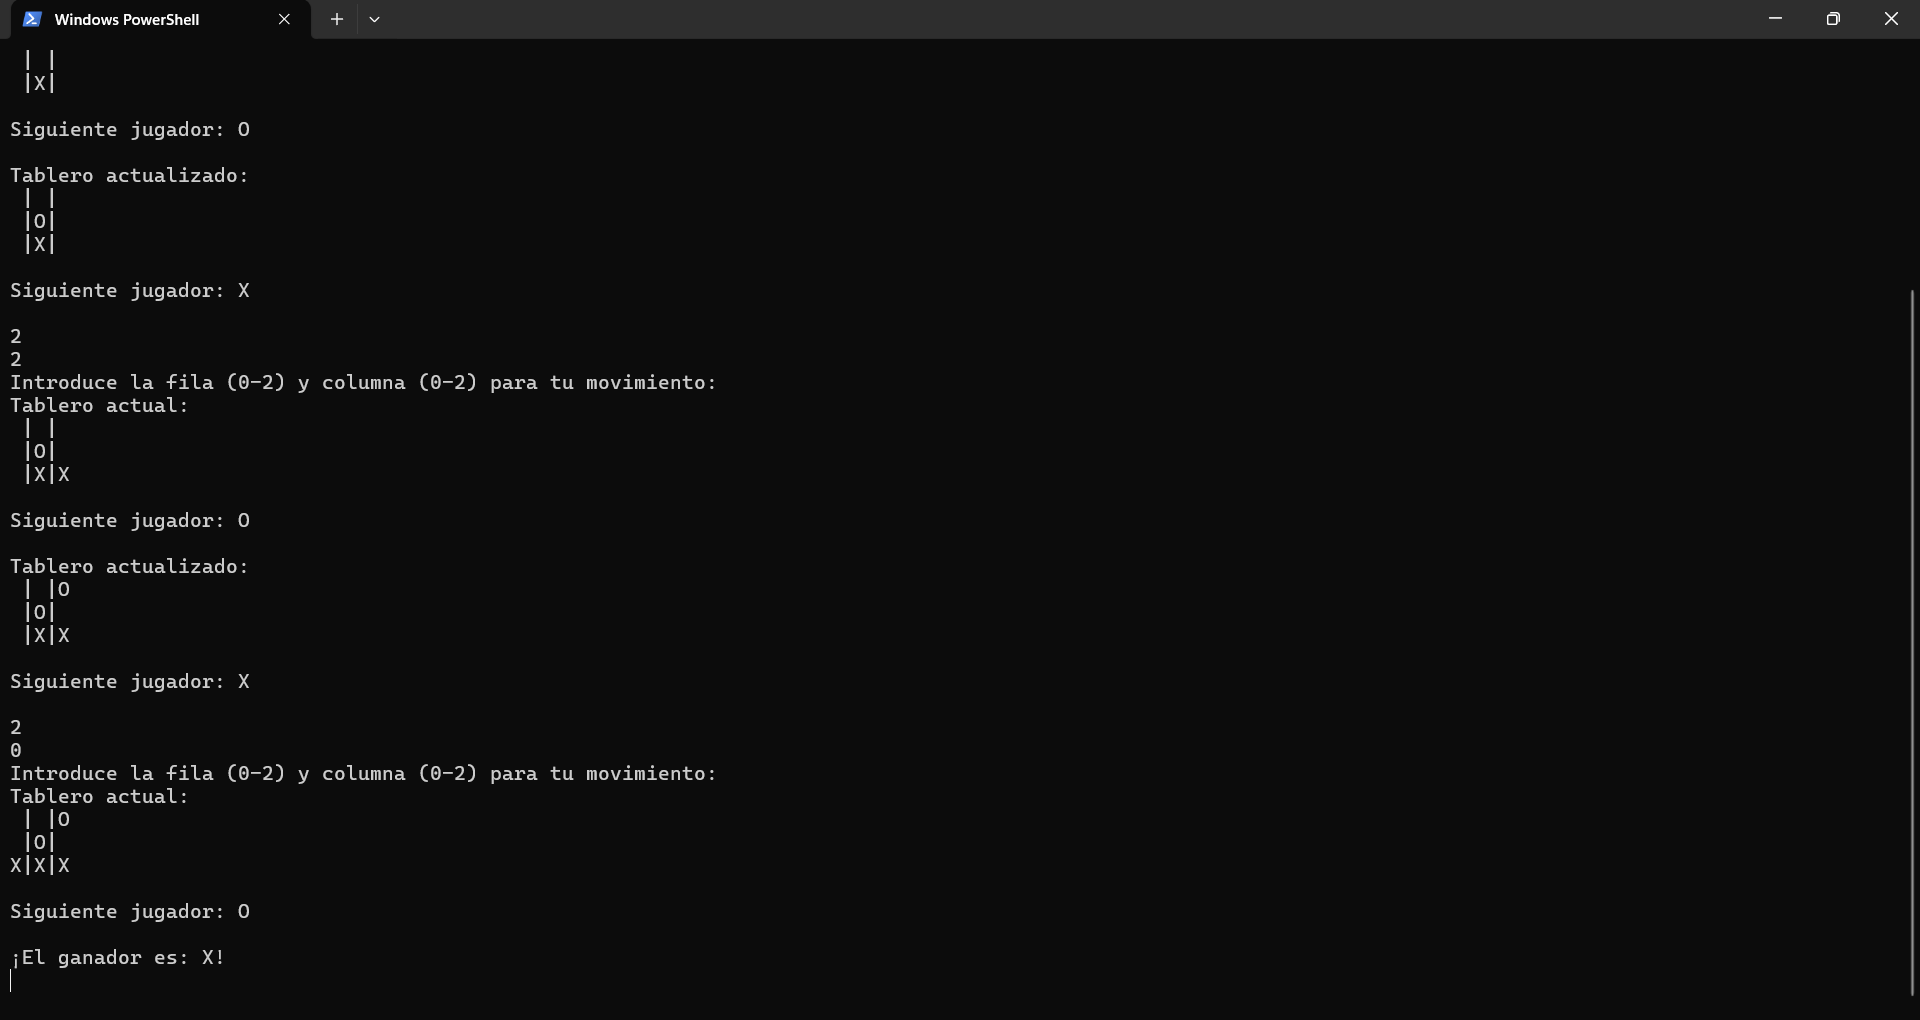 Windows PowerShell
 | |
 |X|
Siguiente jugador: O
Tablero actualizado:
 | |
 |O|
 |X|
Siguiente jugador: X
2
2
Introduce la fila (0-2) y columna (0-2) para tu movimiento:
Tablero actual:
 | |
 |O|
 |X|X
Siguiente jugador: O
Tablero actualizado:
 | |O
 |O|
 |X|X
Siguiente jugador: X
2
0
Introduce la fila (0-2) y columna (0-2) para tu movimiento:
Tablero actual:
 | |O
 |O|
X|X|X
Siguiente jugador: O
¡El ganador es: X!